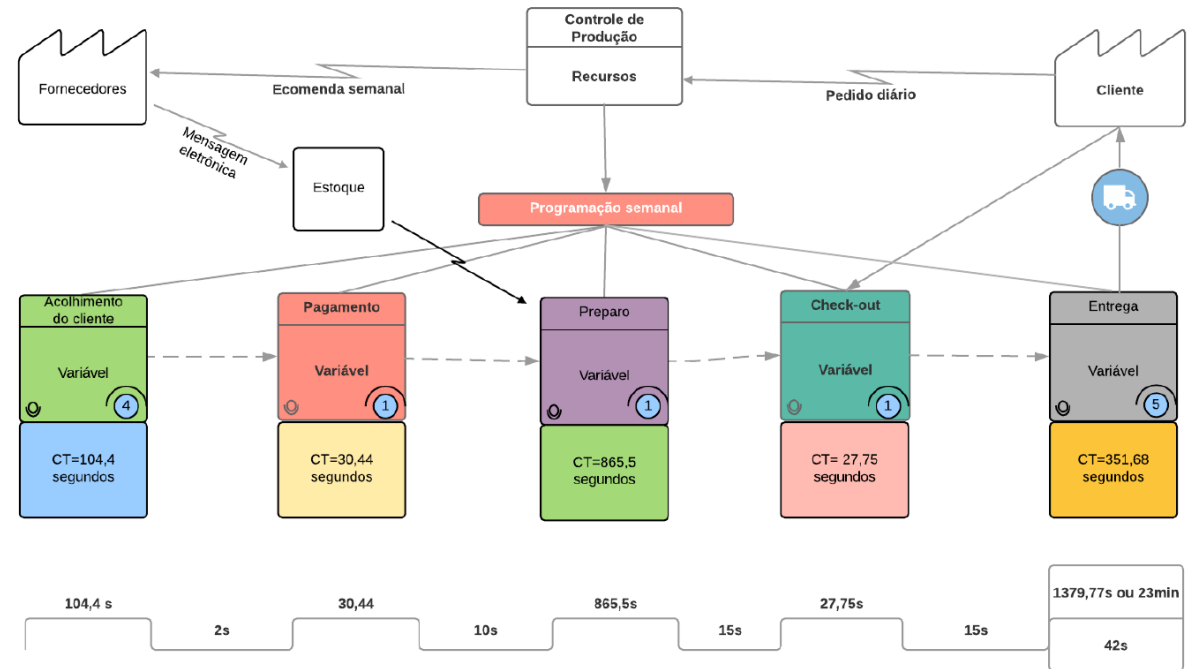 Controle de
Produção
Recursos
Fornecedores
Ecomenda semanal
Pedido diário
Cliente
Mensagem
eletrônica
Estoque
Programação semanal
Acolhimento
do cliente
Variável
4
CT=104,4
segundos
Pagamento
Variável
1
CT=30,44
segundos
Preparo
Variável
1
CT=865,5
segundos
Check-out
Variável
1
CT= 27,75
segundos
Entrega
Variável
5
CT=351,68
segundos
104,4 s
2s
30,44
10s
865,5s
15s
27,75s
15s
1379,77s ou 23min
42s